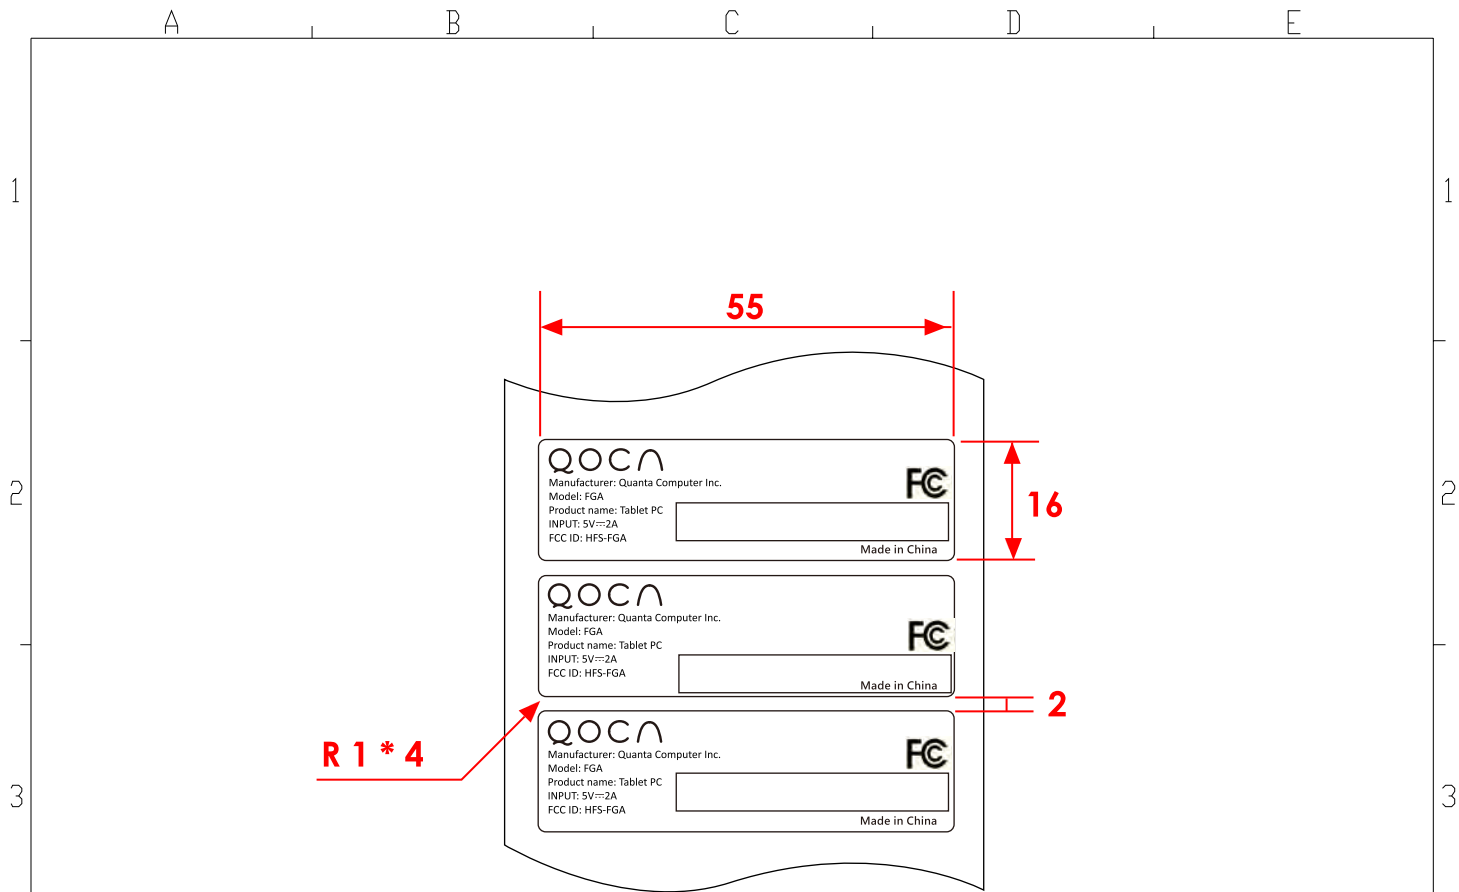 A B C D E
1 1
55
QOCA
Manufacturer: Quanta Computer Inc.
FC
Model: FGA
2 2
16
Product name: Tablet PC
INPUT: 5V⎓2A
FCC ID: HFS-FGA
Made in China
QOCA
Manufacturer: Quanta Computer Inc.
Model: FGA
FC
Product name: Tablet PC
INPUT: 5V⎓2A
FCC ID: HFS-FGA
Made in China
2
R 1 * 4
QOCA
Manufacturer: Quanta Computer Inc.
FC
Model: FGA
Product name: Tablet PC
3 3
INPUT: 5V⎓2A
FCC ID: HFS-FGA
Made in China